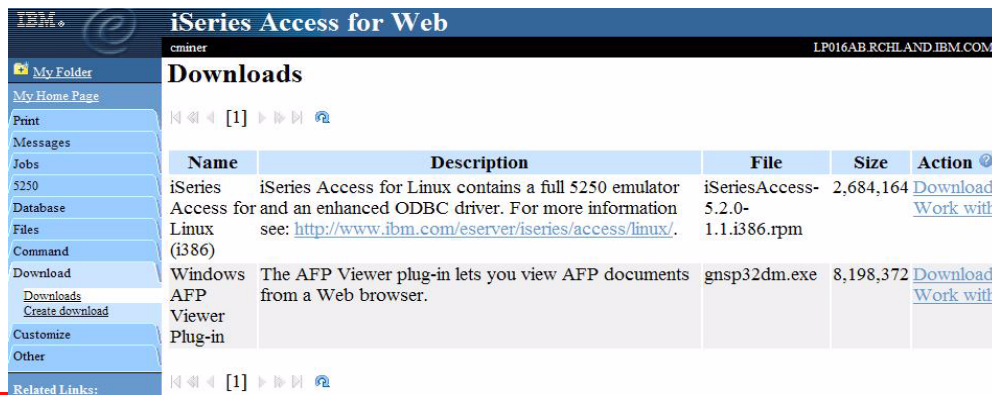 IBM.
iSeries Access for Web
cminer
LP016AB.RCHLAND.IBM.COM
My Folder
My Home Page
Print
Messages
Jobs
5250
Database
Files
Command
Download
Downloads
Create download
Customize
Other
Related Links:
Downloads
[1]
Name Description File Size Action
iSeries Access for Linux (i386)
iSeries Access for Linux contains a full 5250 emulator
and an enhanced ODBC driver. For more information
see: http://www.ibm.com/eserver/iseries/access/linux/.
iSeriesAccess-
5.2.0-
1.1.i386.rpm
2,684,164
Download
Work with
Windows
AFP
Viewer
Plug-in
The AFP Viewer plug-in lets you view AFP documents
from a Web browser.
gnsp32dm.exe
8,198,372
Download
Work with
[1]